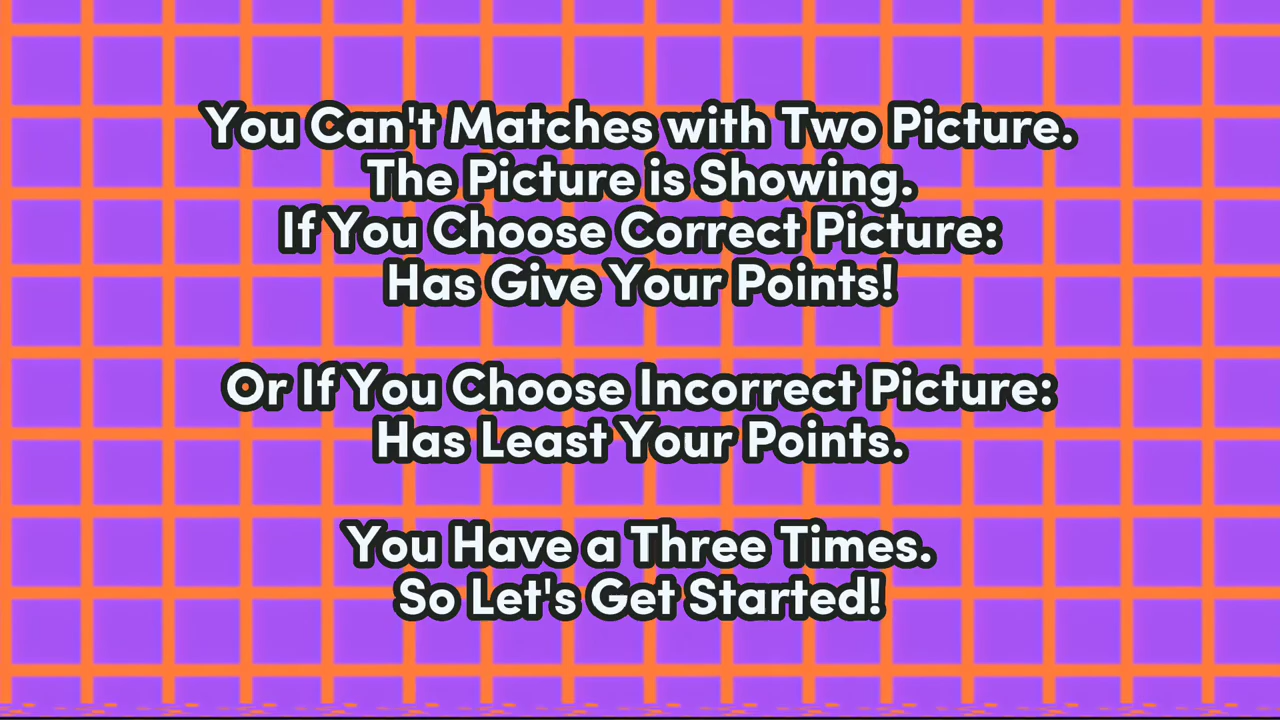 You Can't Matches with Two Picture.
The Picture is Showing.
If You Choose Correct Picture:
Has Give Your Points!
Or If You Choose Incorrect Picture:
Has Least Your Points.
You Have a Three Times.
So Let's Get Started!